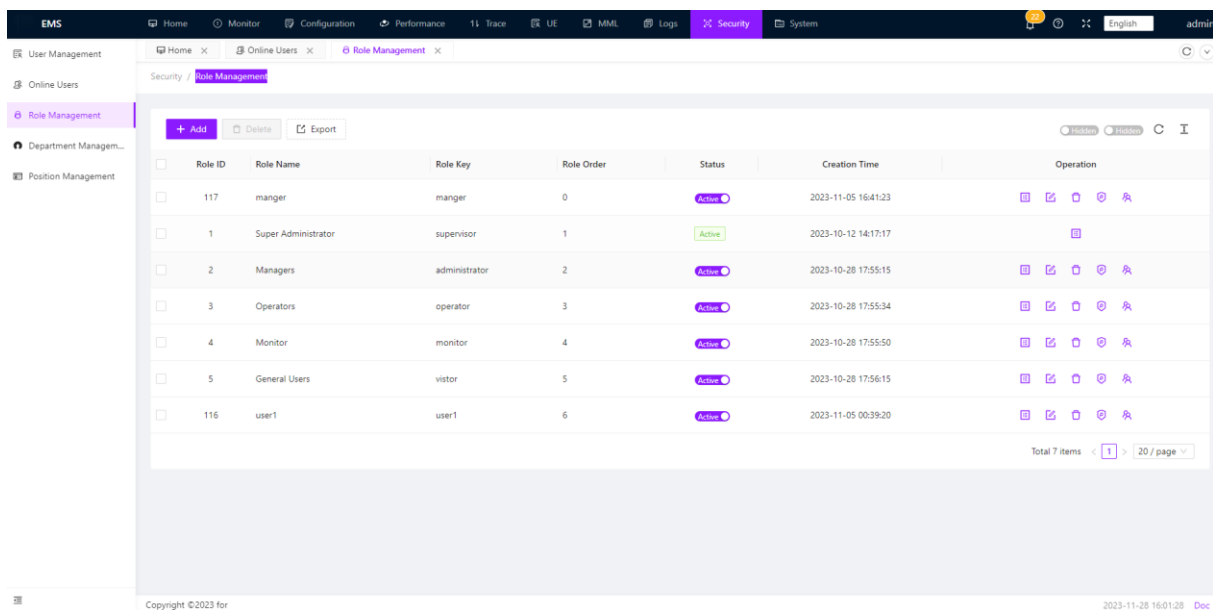 EMS Home Monitor Configuration Performance Trace UE MML Logs Security System 22 English admin
User Management
Online Users
Role Management
Department Managem...
Position Management
Home Online Users Role Management
Security / Role Management
Add Delete Export Hidden Hidden
Role ID Role Name Role Key Role Order Status Creation Time Operation
117 manger manger 0 Active 2023-11-05 16:41:23
1 Super Administrator supervisor 1 Active 2023-10-12 14:17:17
2 Managers administrator 2 Active 2023-10-28 17:55:15
3 Operators operator 3 Active 2023-10-28 17:55:34
4 Monitor monitor 4 Active 2023-10-28 17:55:50
5 General Users vistor 5 Active 2023-10-28 17:56:15
116 user1 user1 6 Active 2023-11-05 00:39:20
Total 7 items < 1 > 20 / page
Copyright ©2023 for 2023-11-28 16:01:28 Doc